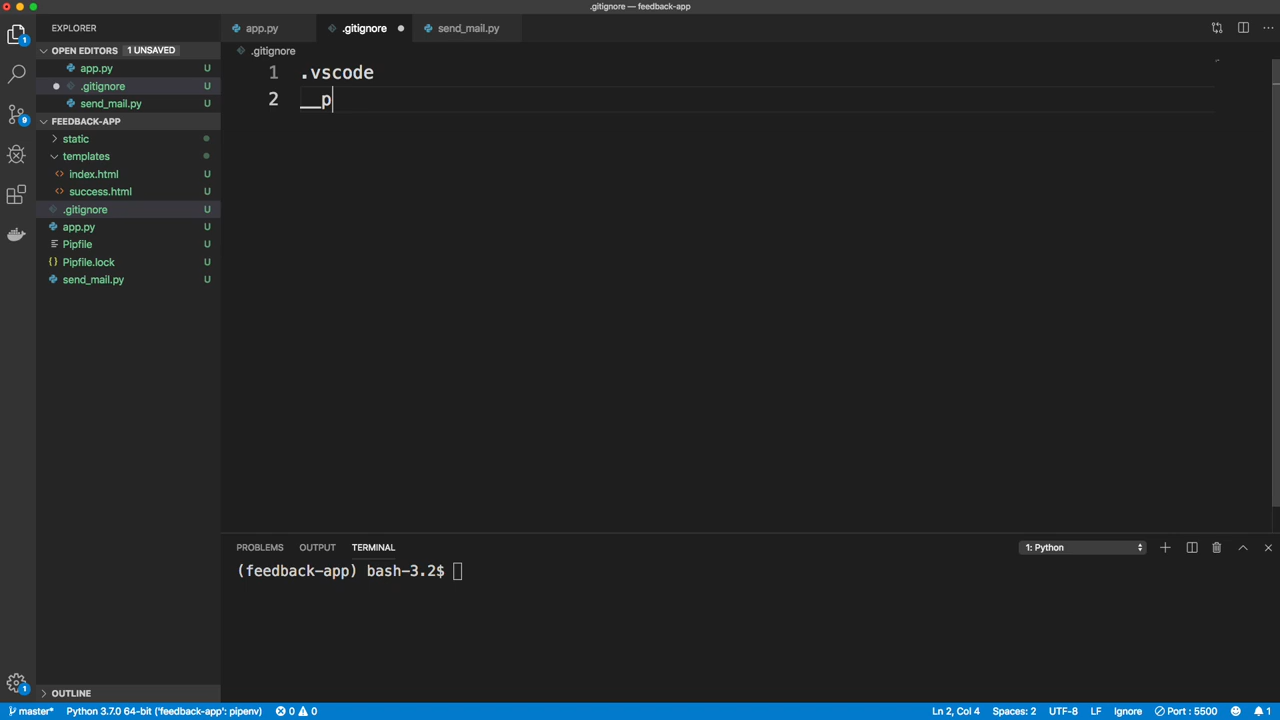 .gitignore — feedback-app
EXPLORER
app.py
.gitignore
send_mail.py
OPEN EDITORS 1 UNSAVED
.gitignore
app.py U
.gitignore U
send_mail.py U
FEEDBACK-APP
static
templates
index.html U
success.html U
.gitignore U
app.py U
Pipfile U
Pipfile.lock U
send_mail.py U
1 .vscode
2 __p
1
9
PROBLEMS OUTPUT TERMINAL
1: Python
(feedback-app) bash-3.2$
OUTLINE
1
master* Python 3.7.0 64-bit ('feedback-app': pipenv) 0 0
Ln 2, Col 4 Spaces: 2 UTF-8 LF Ignore Port : 5500 1